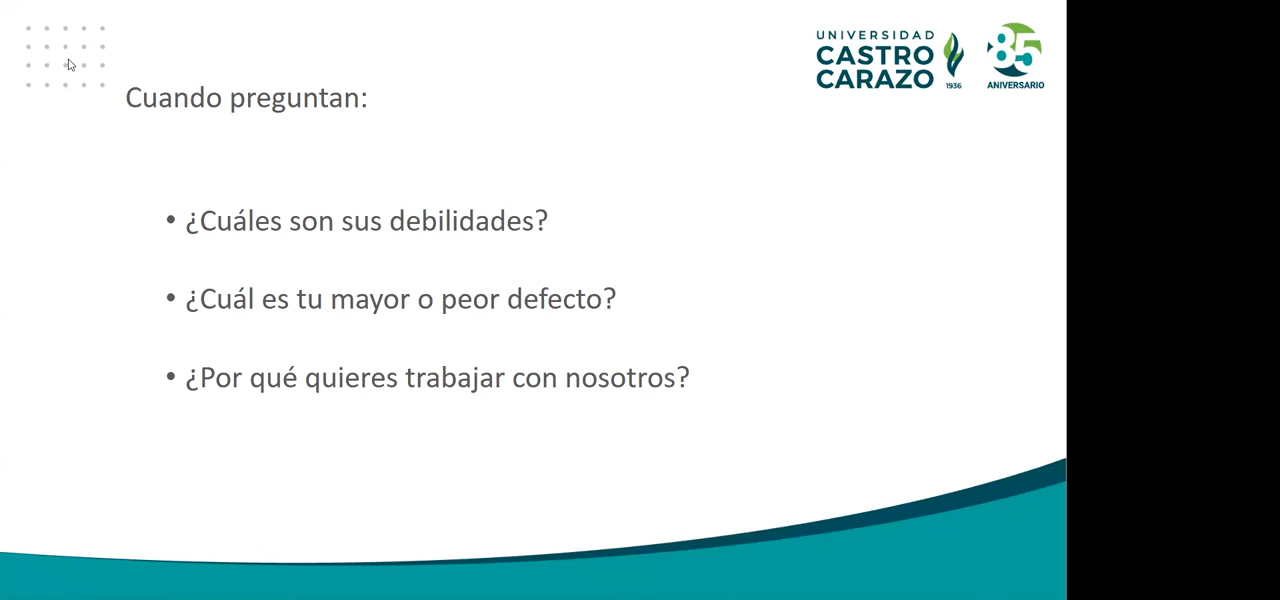 UNIVERSIDAD
CASTRO
CARAZO
1936
85
ANIVERSARIO
Cuando preguntan:
• ¿Cuáles son sus debilidades?
• ¿Cuál es tu mayor o peor defecto?
• ¿Por qué quieres trabajar con nosotros?